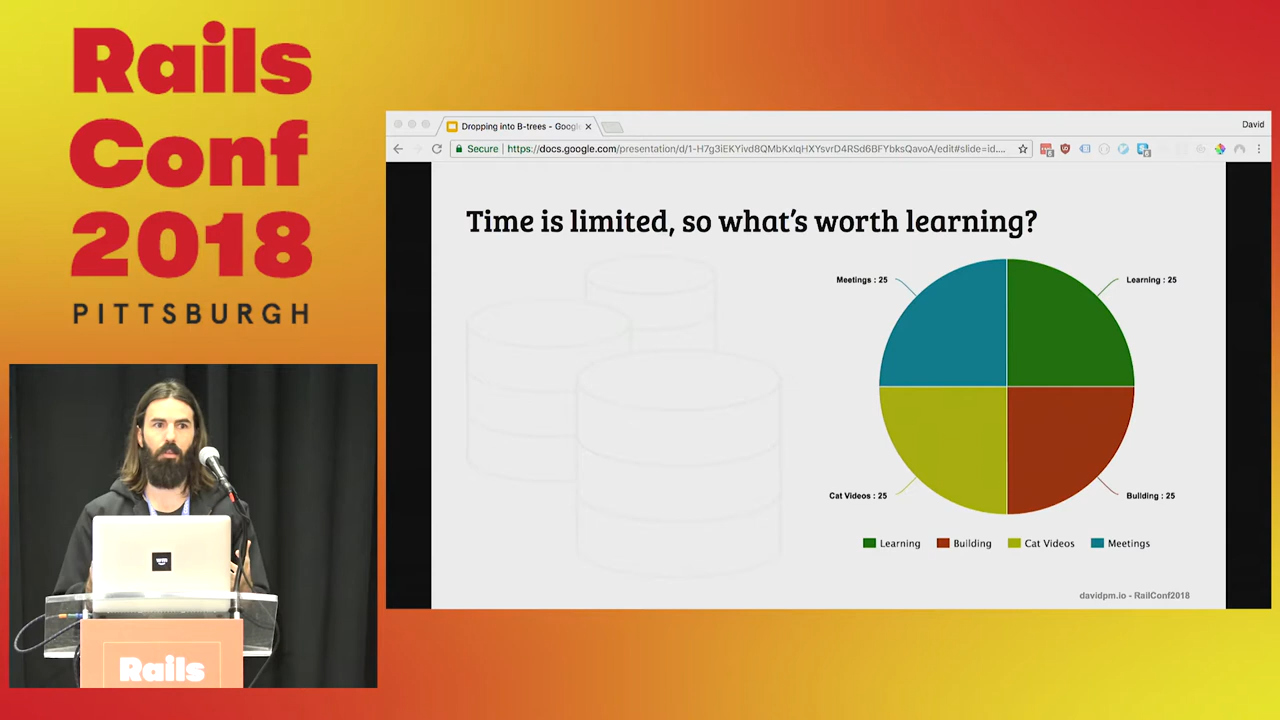 Rails
Conf
2018
PITTSBURGH
Dropping into B-trees - Googl
David
Secure
https://docs.google.com/presentation/d/1-H7g3iEKYivd8QMbKxlqHXYsvrD4RSd6BFYbksQavoA/edit#slide=id....
Time is limited, so what's worth learning?
Meetings : 25
Learning : 25
Cat Videos : 25
Building : 25
Learning
Building
Cat Videos
Meetings
davidpm.io - RailConf2018
Rails